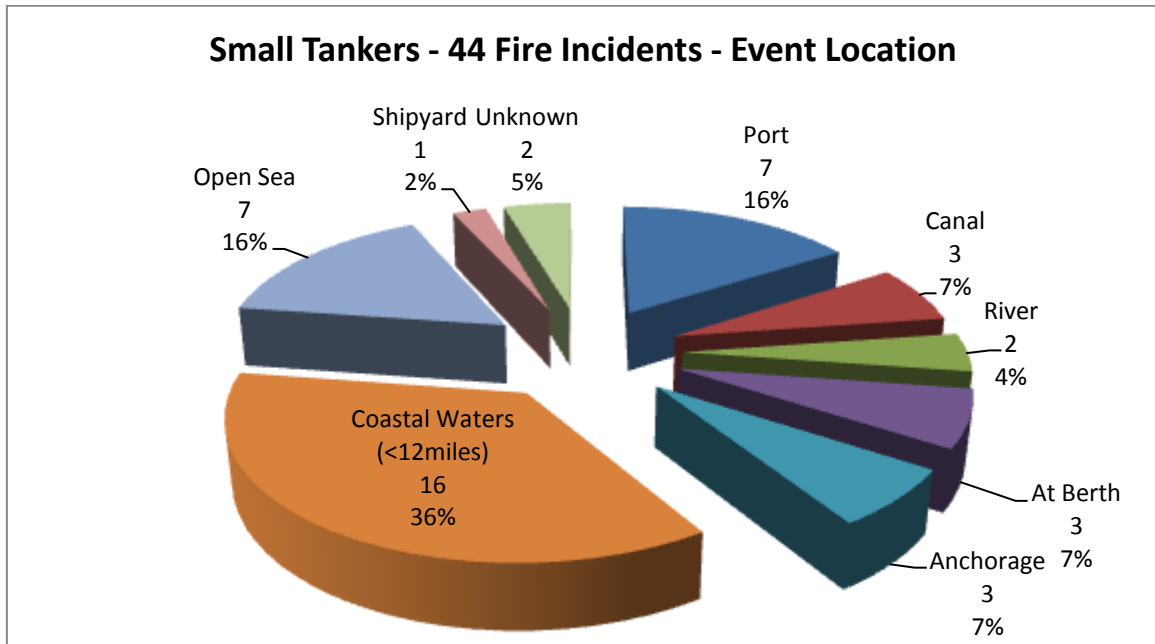 Small Tankers - 44 Fire Incidents - Event Location
Shipyard
1
2%
Unknown
2
5%
Port
7
16%
Open Sea
7
16%
Canal
3
7%
River
2
4%
Coastal Waters
(<12miles)
16
36%
At Berth
3
7%
Anchorage
3
7%